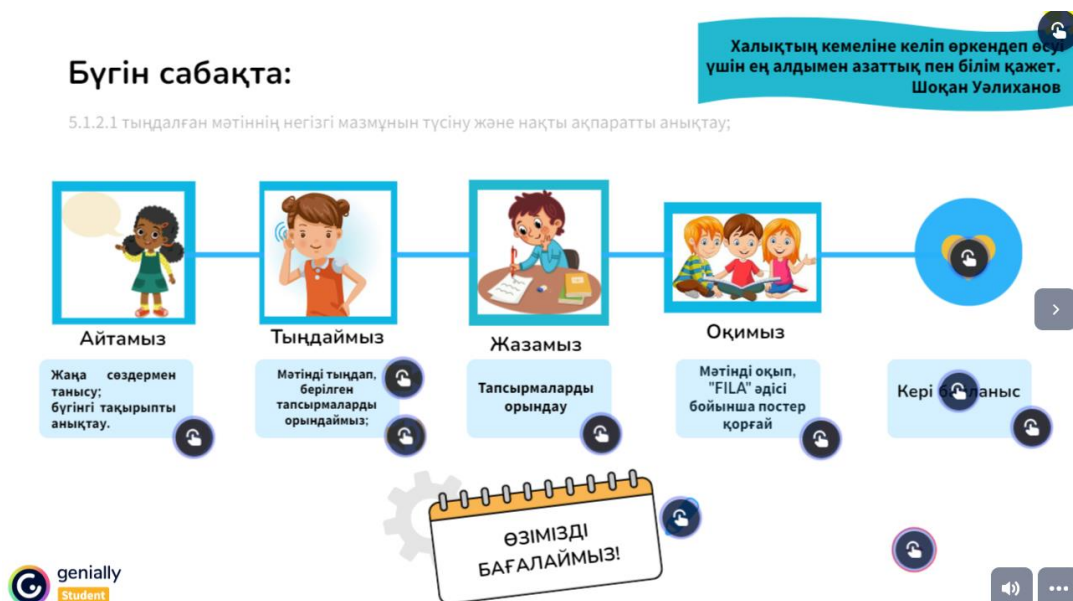 Халықтың кемеліне келіп өркендеп өсуі
үшін ең алдымен азаттық пен білім қажет.
Шоқан Уәлиханов
Бүгін сабақта:
5.1.2.1 тыңдалған мәтіннің негізгі мазмұнын түсіну және нақты ақпаратты анықтау;
Айтамыз
Тыңдаймыз
Жазамыз
Оқимыз
Жаңа сөздермен
танысу;
бүгінгі тақырыпты
анықтау.
Мәтінді тыңдап,
берілген
тапсырмаларды
орындаймыз;
Тапсырмаларды
орындау
Мәтінді оқып,
"FILA" әдісі
бойынша постер
қорғай
Кері
ӨЗІМІЗДІ
БАҒАЛАЙМЫЗ!
genially
Student